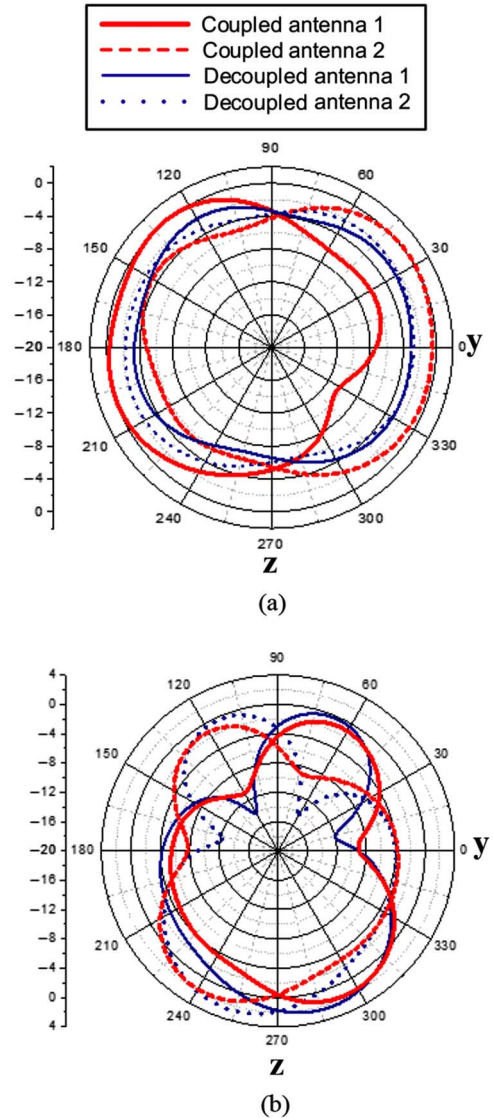 Coupled antenna 1
Coupled antenna 2
Decoupled antenna 1
Decoupled antenna 2
90
0 120 60
-4
-8 150 30
-12
-16
-20 180 0 y
-16
-12
-8 210 330
-4
0 240 300
270
z
(a)
4 90
0 120 60
-4
-8 150 30
-12
-16
-20 180 0 y
-16
-12
-8 210 330
-4
0 240 300
4 270
z
(b)